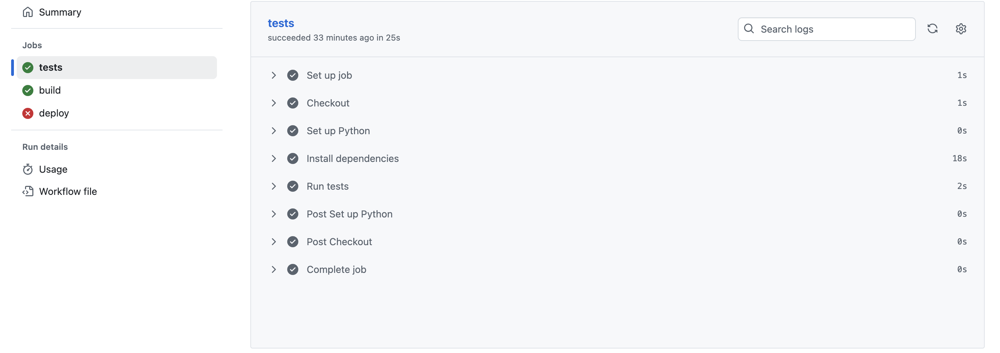 Summary
Jobs
tests
build
deploy
Run details
Usage
Workflow file
tests
succeeded 33 minutes ago in 25s
Search logs
Set up job 1s
Checkout 1s
Set up Python 0s
Install dependencies 18s
Run tests 2s
Post Set up Python 0s
Post Checkout 0s
Complete job 0s